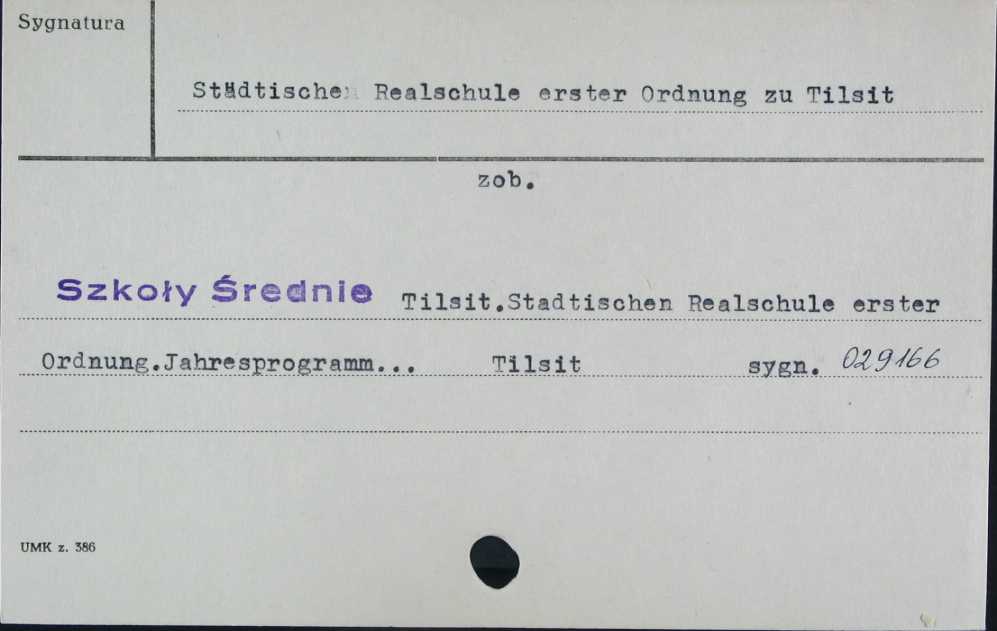 Sygnatura
Städtische Realschule erster Ordnung zu Tilsit
zob.
Szkoły Średnie Tilsit.Stadtischen Realschule erster
Ordnung.Jahresprogramm... Tilsit sygn. 029166
UMK z. 386